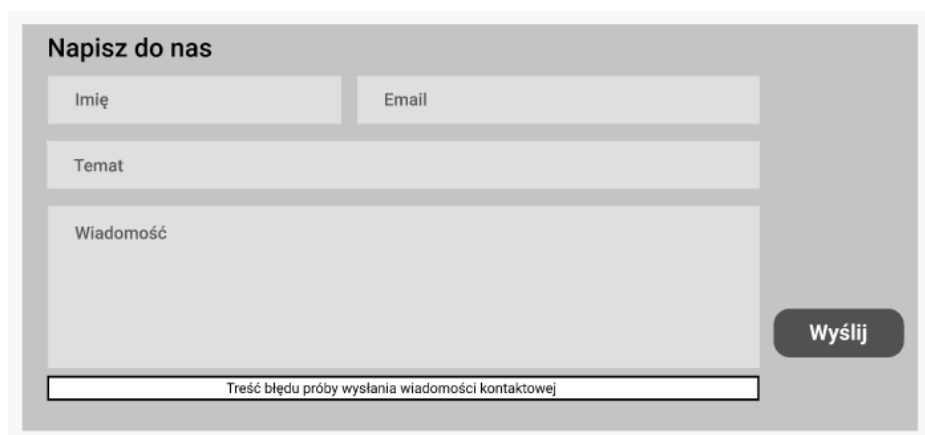 Napisz do nas
Imię
Email
Temat
Wiadomość
Wyślij
Treść błędu próby wysłania wiadomości kontaktowej